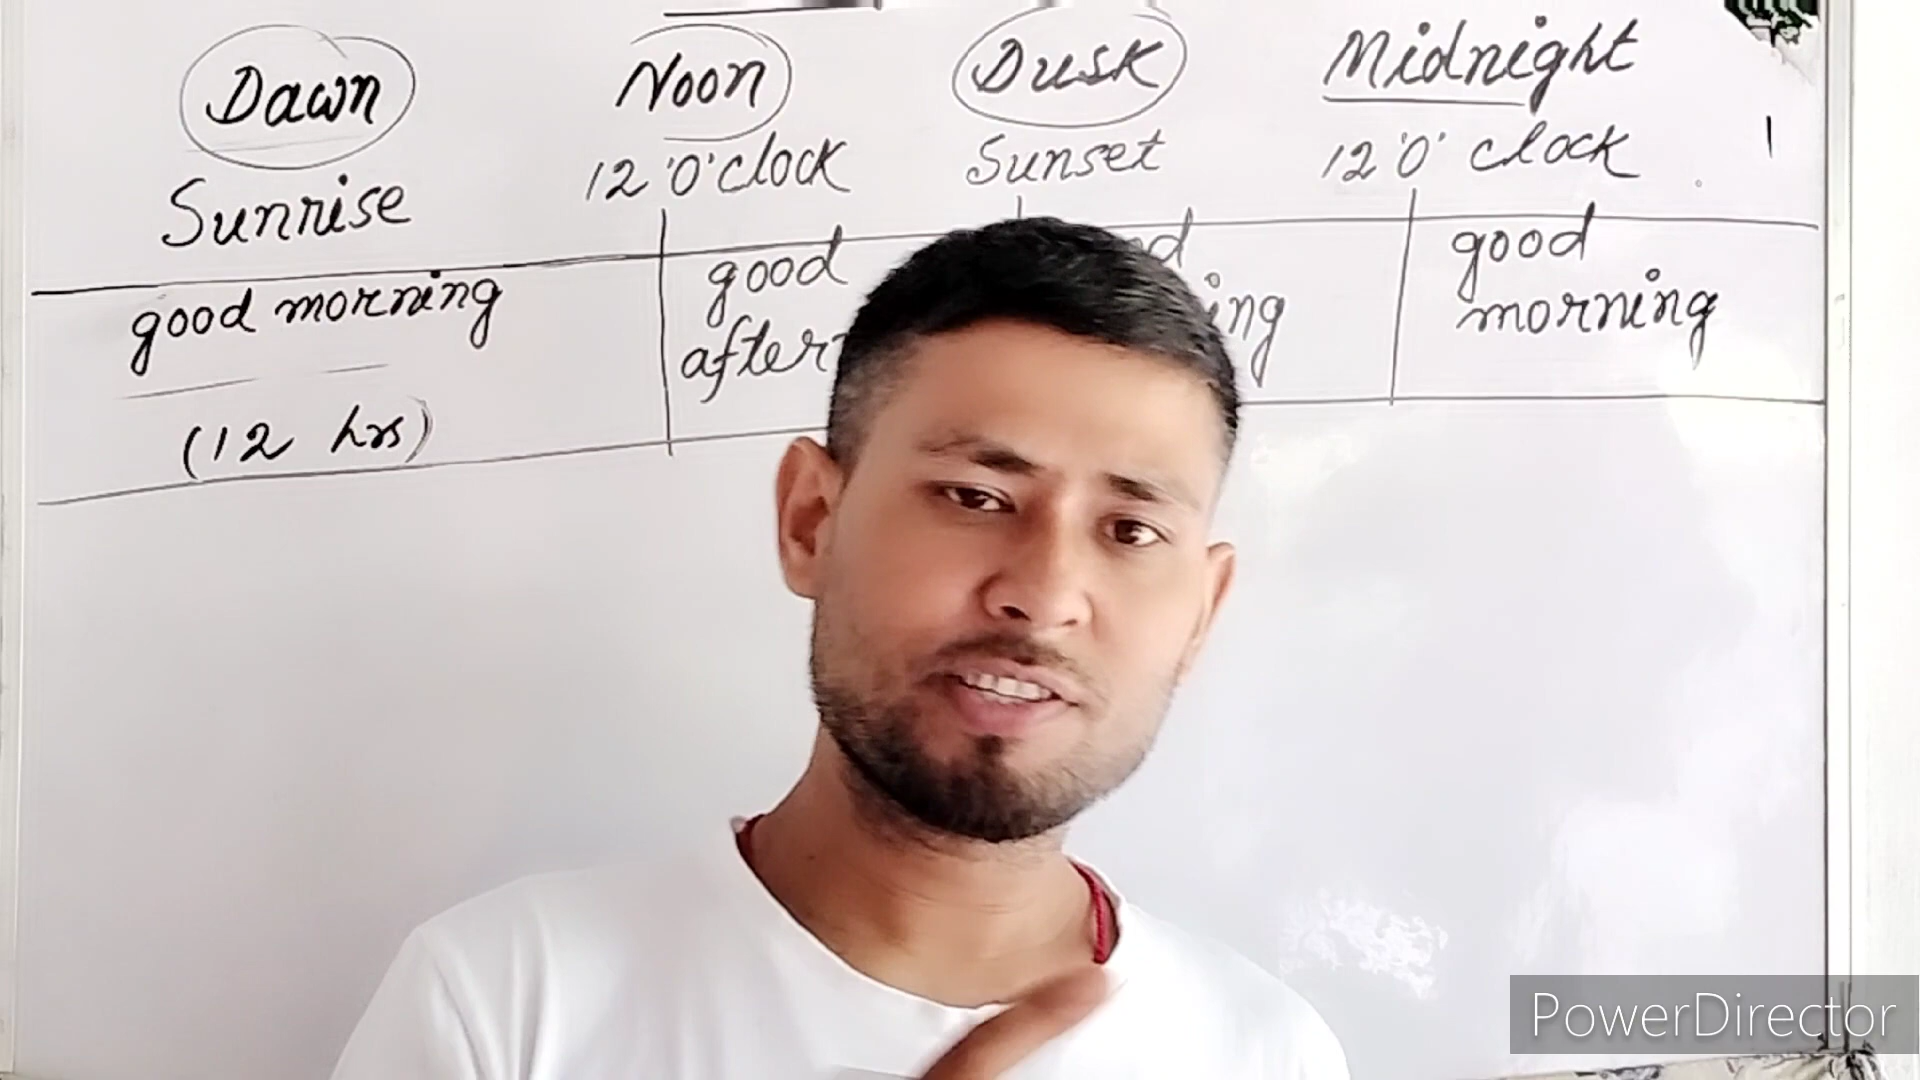 Dawn Noon Dusk Midnight
Sunrise 12 'O' clock Sunset 12 'O' clock
good morning good good
after morning
(12 hrs)
PowerDirector